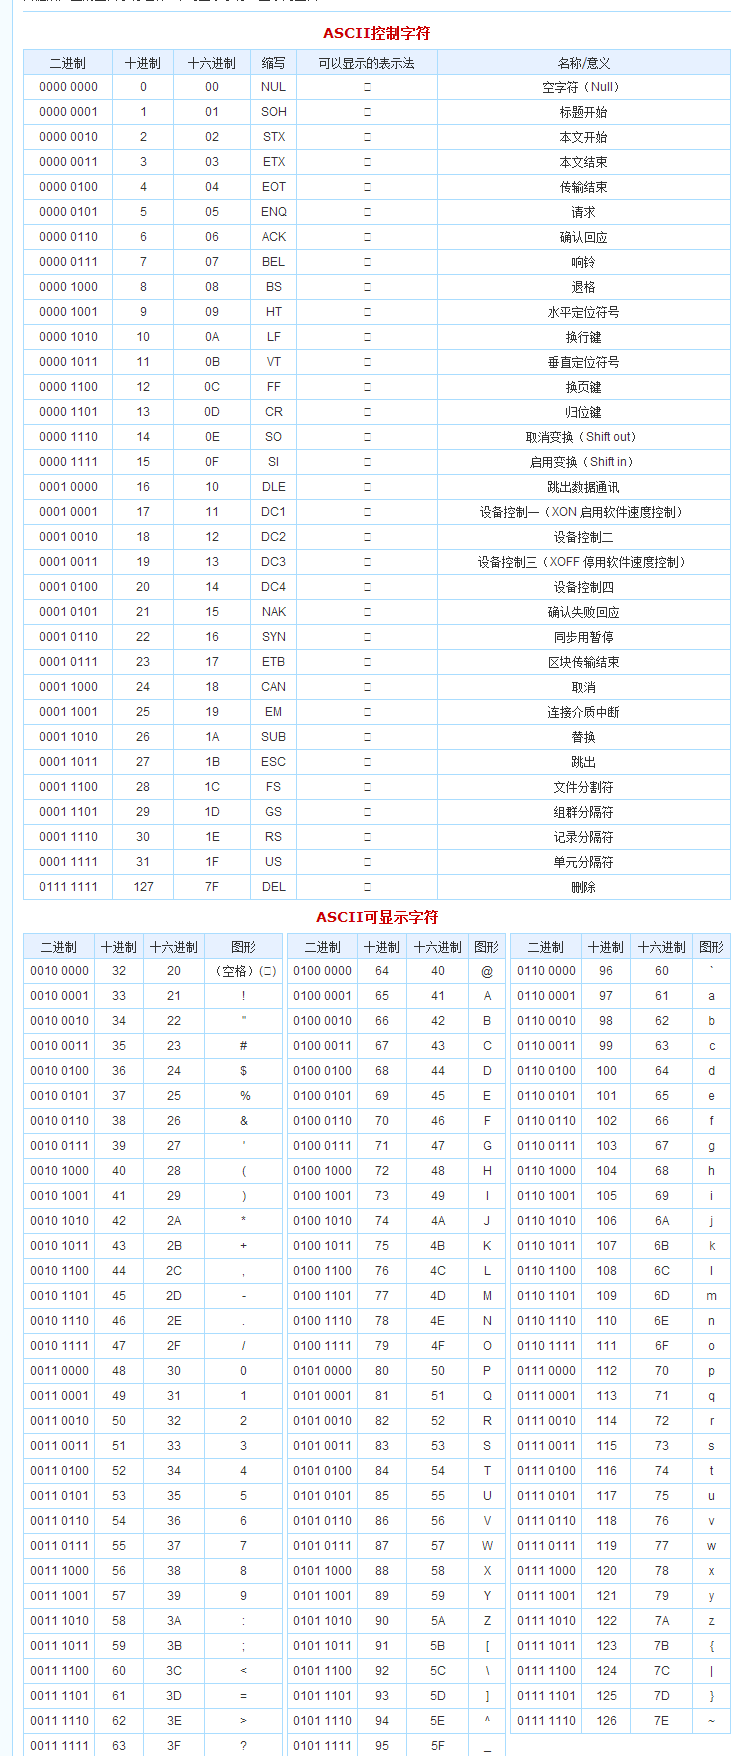 ASCII控制字符
二进制 十进制 十六进制 缩写 可以显示的表示法 名称/意义
0000 0000 0 00 NUL 空字符（Null）
0000 0001 1 01 SOH 标题开始
0000 0010 2 02 STX 本文开始
0000 0011 3 03 ETX 本文结束
0000 0100 4 04 EOT 传输结束
0000 0101 5 05 ENQ 请求
0000 0110 6 06 ACK 确认回应
0000 0111 7 07 BEL 响铃
0000 1000 8 08 BS 退格
0000 1001 9 09 HT 水平定位符号
0000 1010 10 0A LF 换行键
0000 1011 11 0B VT 垂直定位符号
0000 1100 12 0C FF 换页键
0000 1101 13 0D CR 归位键
0000 1110 14 0E SO 取消变换（Shift out）
0000 1111 15 0F SI 启用变换（Shift in）
0001 0000 16 10 DLE 跳出数据通讯
0001 0001 17 11 DC1 设备控制一（XON 启用软件速度控制）
0001 0010 18 12 DC2 设备控制二
0001 0011 19 13 DC3 设备控制三（XOFF 停用软件速度控制）
0001 0100 20 14 DC4 设备控制四
0001 0101 21 15 NAK 确认失败回应
0001 0110 22 16 SYN 同步用暂停
0001 0111 23 17 ETB 区块传输结束
0001 1000 24 18 CAN 取消
0001 1001 25 19 EM 连接介质中断
0001 1010 26 1A SUB 替换
0001 1011 27 1B ESC 跳出
0001 1100 28 1C FS 文件分割符
0001 1101 29 1D GS 组群分隔符
0001 1110 30 1E RS 记录分隔符
0001 1111 31 1F US 单元分隔符
0111 1111 127 7F DEL 删除
ASCII可显示字符
二进制 十进制 十六进制 图形 二进制 十进制 十六进制 图形 二进制 十进制 十六进制 图形
0010 0000 32 20 （空格）(□) 0100 0000 64 40 @ 0110 0000 96 60 `
0010 0001 33 21 ! 0100 0001 65 41 A 0110 0001 97 61 a
0010 0010 34 22 " 0100 0010 66 42 B 0110 0010 98 62 b
0010 0011 35 23 # 0100 0011 67 43 C 0110 0011 99 63 c
0010 0100 36 24 $ 0100 0100 68 44 D 0110 0100 100 64 d
0010 0101 37 25 % 0100 0101 69 45 E 0110 0101 101 65 e
0010 0110 38 26 & 0100 0110 70 46 F 0110 0110 102 66 f
0010 0111 39 27 ' 0100 0111 71 47 G 0110 0111 103 67 g
0010 1000 40 28 ( 0100 1000 72 48 H 0110 1000 104 68 h
0010 1001 41 29 ) 0100 1001 73 49 I 0110 1001 105 69 i
0010 1010 42 2A * 0100 1010 74 4A J 0110 1010 106 6A j
0010 1011 43 2B + 0100 1011 75 4B K 0110 1011 107 6B k
0010 1100 44 2C , 0100 1100 76 4C L 0110 1100 108 6C l
0010 1101 45 2D - 0100 1101 77 4D M 0110 1101 109 6D m
0010 1110 46 2E . 0100 1110 78 4E N 0110 1110 110 6E n
0010 1111 47 2F / 0100 1111 79 4F O 0110 1111 111 6F o
0011 0000 48 30 0 0101 0000 80 50 P 0111 0000 112 70 p
0011 0001 49 31 1 0101 0001 81 51 Q 0111 0001 113 71 q
0011 0010 50 32 2 0101 0010 82 52 R 0111 0010 114 72 r
0011 0011 51 33 3 0101 0011 83 53 S 0111 0011 115 73 s
0011 0100 52 34 4 0101 0100 84 54 T 0111 0100 116 74 t
0011 0101 53 35 5 0101 0101 85 55 U 0111 0101 117 75 u
0011 0110 54 36 6 0101 0110 86 56 V 0111 0110 118 76 v
0011 0111 55 37 7 0101 0111 87 57 W 0111 0111 119 77 w
0011 1000 56 38 8 0101 1000 88 58 X 0111 1000 120 78 x
0011 1001 57 39 9 0101 1001 89 59 Y 0111 1001 121 79 y
0011 1010 58 3A : 0101 1010 90 5A Z 0111 1010 122 7A z
0011 1011 59 3B ; 0101 1011 91 5B [ 0111 1011 123 7B {
0011 1100 60 3C < 0101 1100 92 5C \ 0111 1100 124 7C |
0011 1101 61 3D = 0101 1101 93 5D ] 0111 1101 125 7D }
0011 1110 62 3E > 0101 1110 94 5E ^ 0111 1110 126 7E ~
0011 1111 63 3F ? 0101 1111 95 5F _